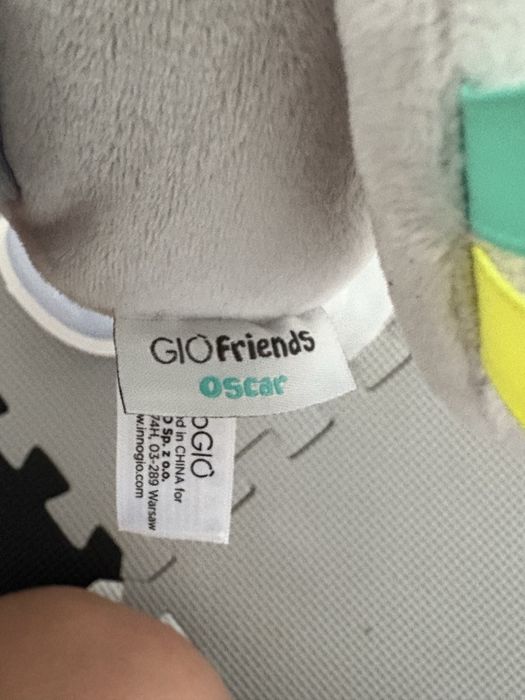 GIOfriends
Oscar
OGIO
d in CHINA for
O Sp. z o.o.
74H, 03-289 Warsaw
w.innogio.com